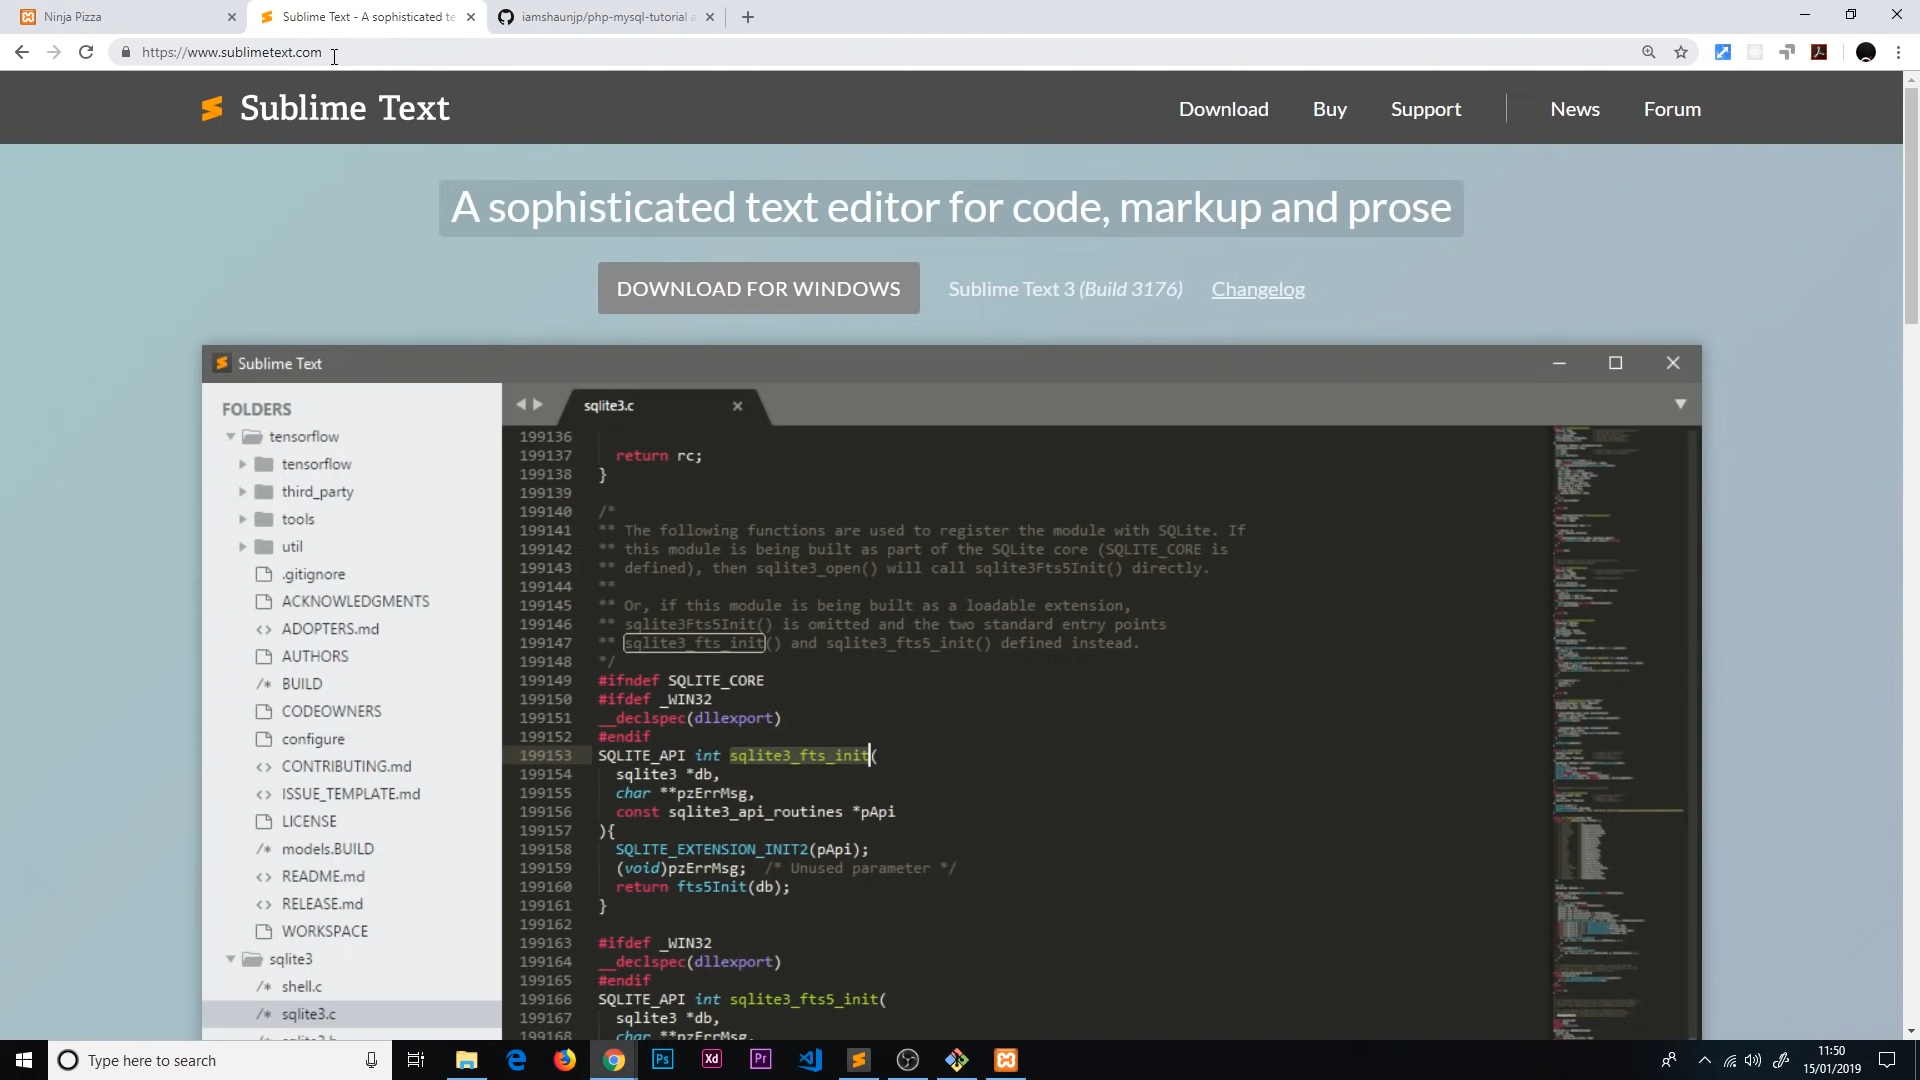 Ninja Pizza
Sublime Text - A sophisticated te
iamshaunjp/php-mysql-tutorial
https://www.sublimetext.com
Sublime Text
Download
Buy
Support
News
Forum
A sophisticated text editor for code, markup and prose
DOWNLOAD FOR WINDOWS
Sublime Text 3 (Build 3176)
Changelog
Sublime Text
FOLDERS
tensorflow
tensorflow
third_party
tools
util
.gitignore
ACKNOWLEDGMENTS
<> ADOPTERS.md
AUTHORS
/* BUILD
CODEOWNERS
configure
<> CONTRIBUTING.md
<> ISSUE_TEMPLATE.md
LICENSE
/* models.BUILD
<> README.md
<> RELEASE.md
WORKSPACE
sqlite3
/* shell.c
/* sqlite3.c
sqlite3.c
199136
199137 return rc;
199138 }
199139
199140 /*
199141 ** The following functions are used to register the module with SQLite. If
199142 ** this module is being built as part of the SQLite core (SQLITE_CORE is
199143 ** defined), then sqlite3_open() will call sqlite3Fts5Init() directly.
199144 **
199145 ** Or, if this module is being built as a loadable extension,
199146 ** sqlite3Fts5Init() is omitted and the two standard entry points
199147 ** sqlite3_fts_init() and sqlite3_fts5_init() defined instead.
199148 */
199149 #ifndef SQLITE_CORE
199150 #ifdef _WIN32
199151 __declspec(dllexport)
199152 #endif
199153 SQLITE_API int sqlite3_fts_init(
199154 sqlite3 *db,
199155 char **pzErrMsg,
199156 const sqlite3_api_routines *pApi
199157 ){
199158 SQLITE_EXTENSION_INIT2(pApi);
199159 (void)pzErrMsg; /* Unused parameter */
199160 return fts5Init(db);
199161 }
199162
199163 #ifdef _WIN32
199164 __declspec(dllexport)
199165 #endif
199166 SQLITE_API int sqlite3_fts5_init(
199167 sqlite3 *db,
199168 char **pzErrMsg,
Type here to search
Ps
Xd
Pr
11:50
15/01/2019